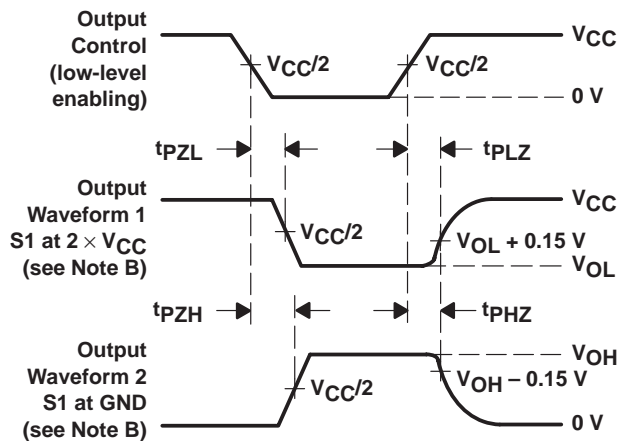 Output
Control
(low-level
enabling)
VCC/2
VCC/2
VCC
0 V
tPZL
tPLZ
Output
Waveform 1
S1 at 2 × VCC
(see Note B)
VCC/2
VCC
VOL + 0.15 V
VOL
tPZH
tPHZ
Output
Waveform 2
S1 at GND
(see Note B)
VCC/2
VOH
VOH – 0.15 V
0 V